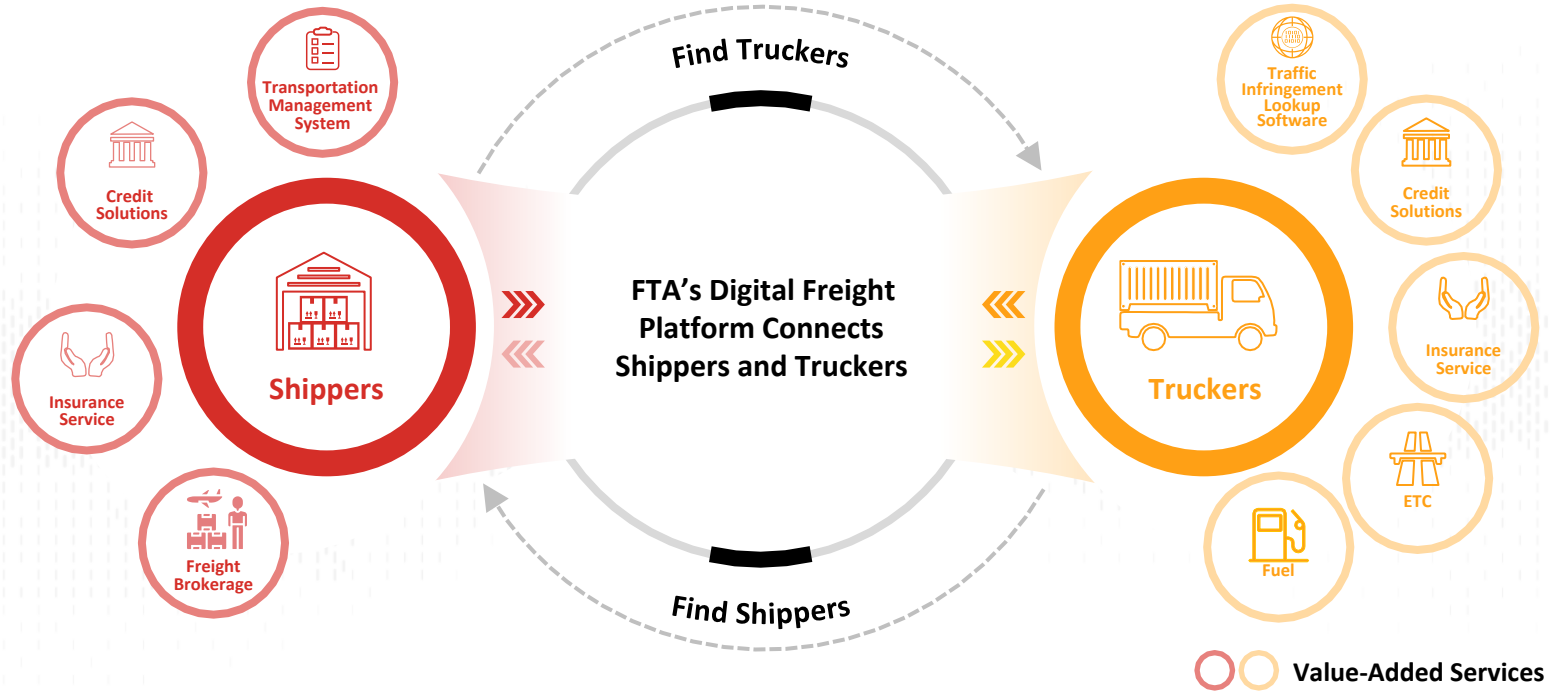 Find Truckers
Transportation
Management
System
Credit
Solutions
Insurance
Service
Freight
Brokerage
Shippers
FTA’s Digital Freight
Platform Connects
Shippers and Truckers
Truckers
Traffic
Infringement
Lookup
Software
Credit
Solutions
Insurance
Service
ETC
Fuel
Find Shippers
Value-Added Services